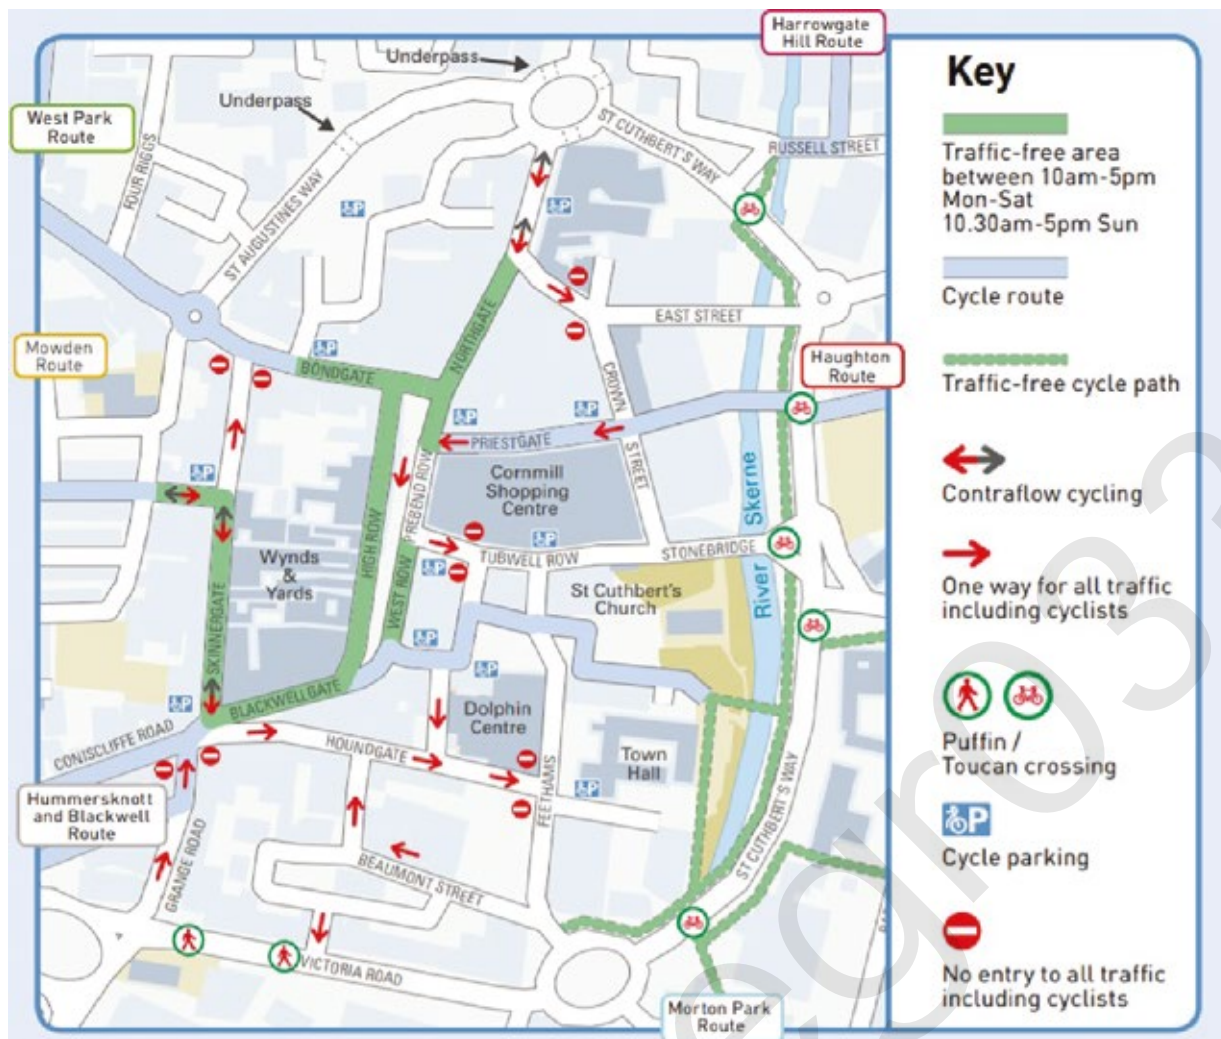 Harrowgate
Hill Route
Underpass
Underpass
West Park
Route
FOUR RIGGS
ST AUGUSTINES WAY
ST CUTHBERT'S WAY
RUSSELL STREET
P
P
Mowden
Route
P
BONDGATE
NORTHGATE
EAST STREET
Haughton
Route
CROWN
STREET
P
P
PRIESTGATE
P
Cornmill
Shopping
Centre
PREBEND ROW
HIGH ROW
WEST ROW
P
TUBWELL ROW
STONEBRIDGE
River Skerne
Wynds
&
Yards
P
P
St Cuthbert's
Church
SKINNERGATE
P
P
BLACKWELLGATE
CONISCLIFFE ROAD
Dolphin
Centre
HOUNDGATE
Town
Hall
P
FEETHAMS
Hummersknott
and Blackwell
Route
GRANGE ROAD
BEAUMONT STREET
ST CUTHBERT'S WAY
VICTORIA ROAD
Morton Park
Route
Key
Traffic-free area
between 10am-5pm
Mon-Sat
10.30am-5pm Sun
Cycle route
Traffic-free cycle path
Contraflow cycling
One way for all traffic
including cyclists
Puffin /
Toucan crossing
P
Cycle parking
No entry to all traffic
including cyclists